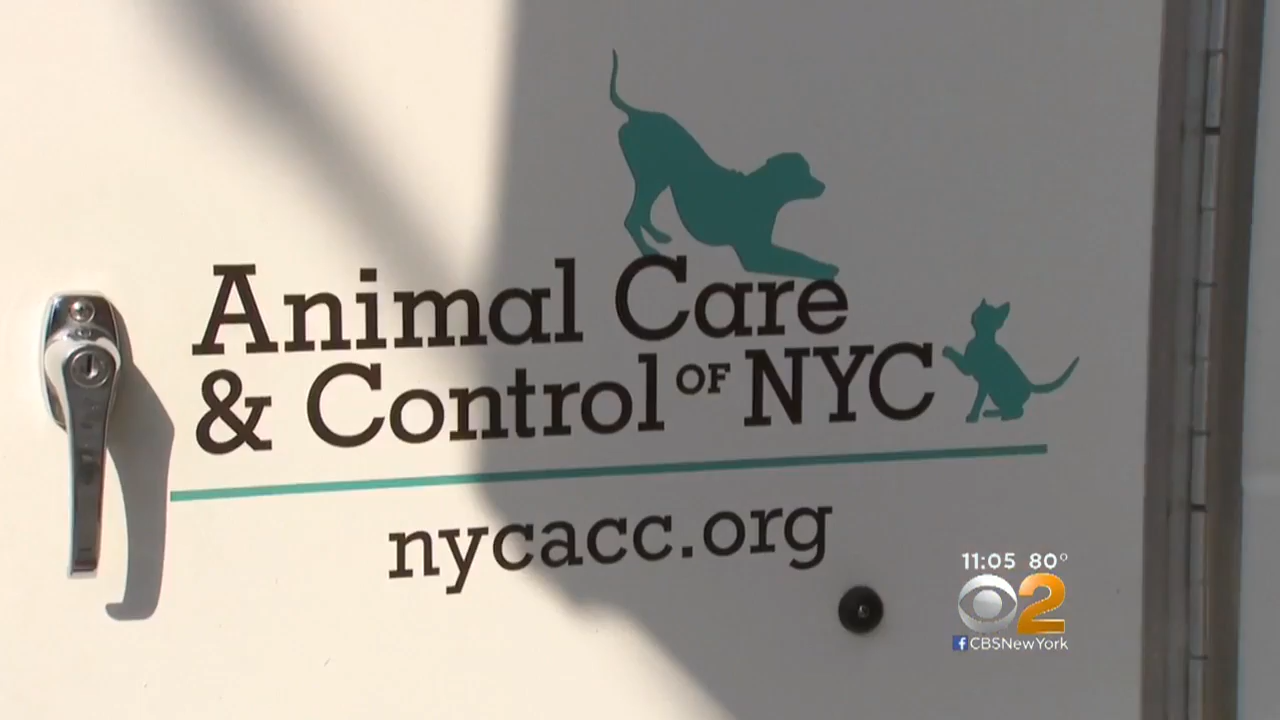 Animal Care
& Control OF NYC
nycacc.org
11:05 80°
2
f CBSNewYork